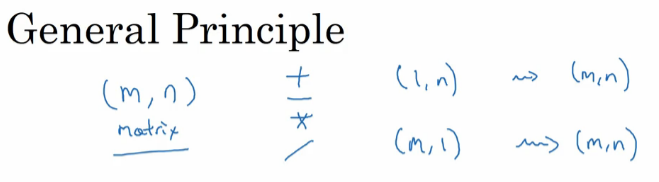 General Principle
(m, n) + (1, n) ⇝ (m, n)
matrix -
* (m, 1) ⇝ (m, n)
/